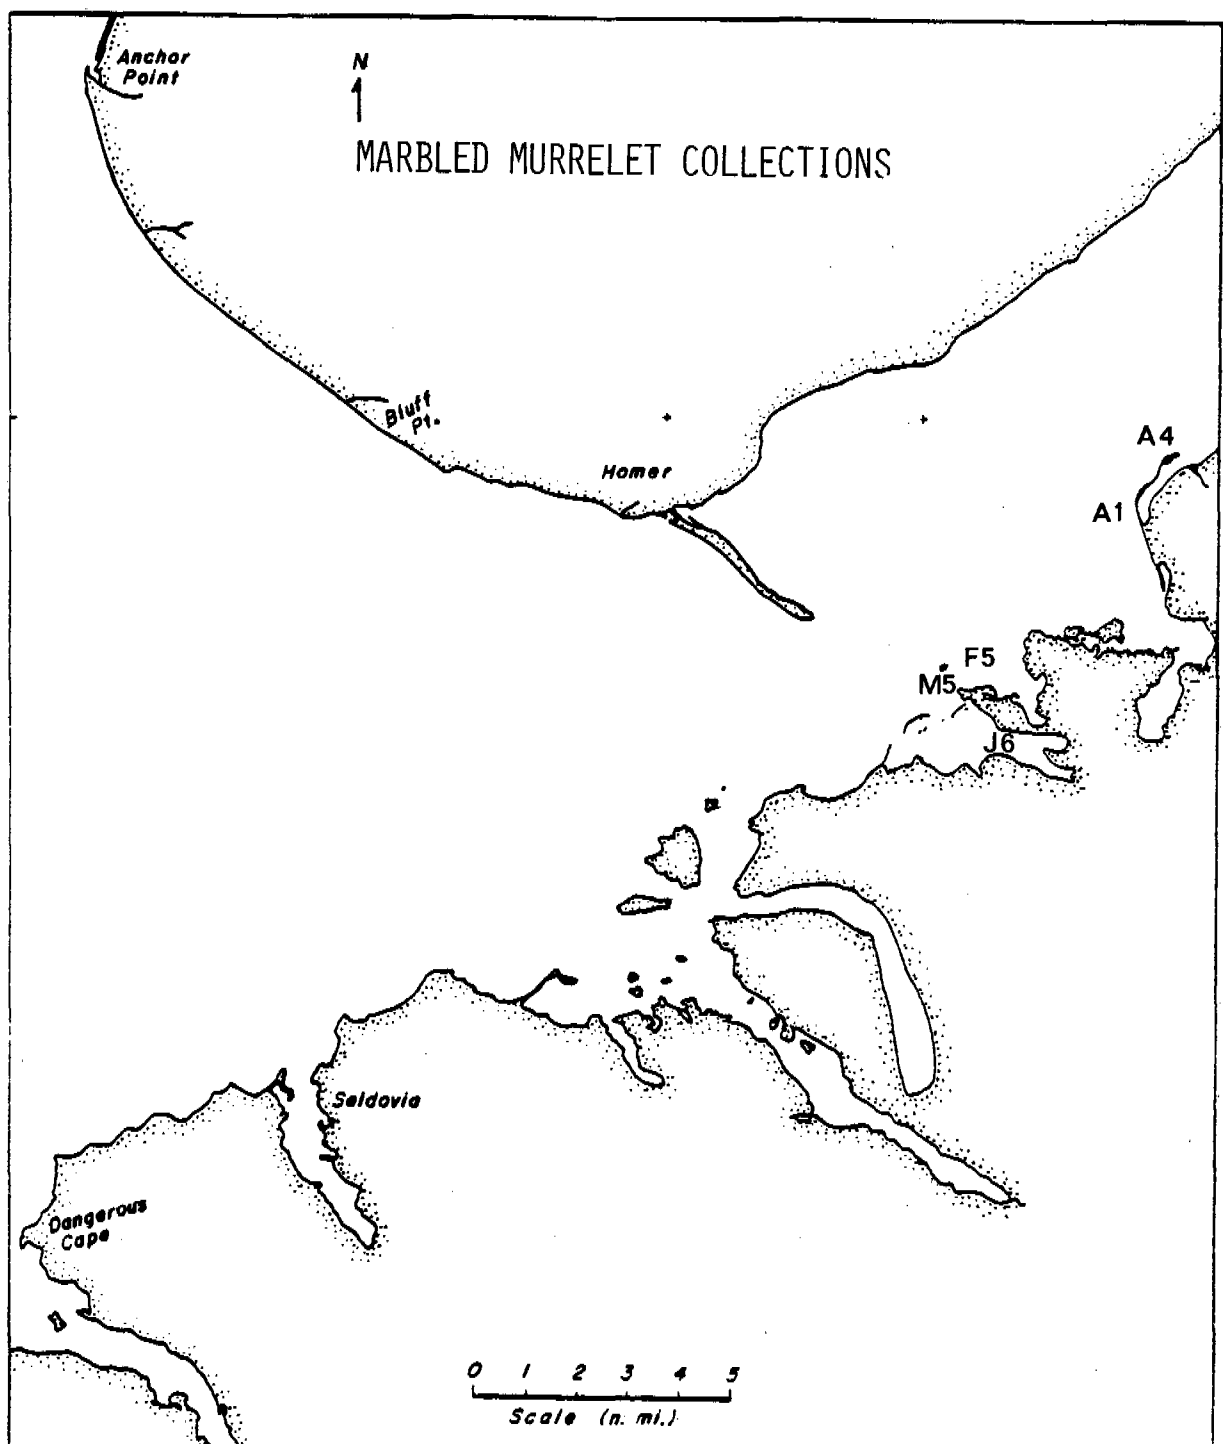 Anchor
Point
N
MARBLED MURRELET COLLECTIONS
Bluff
Pt.
Homer
A4
A1
F5
M5
J6
Seldovia
Dangerous
Cape
0 1 2 3 4 5
Scale (n. mi.)